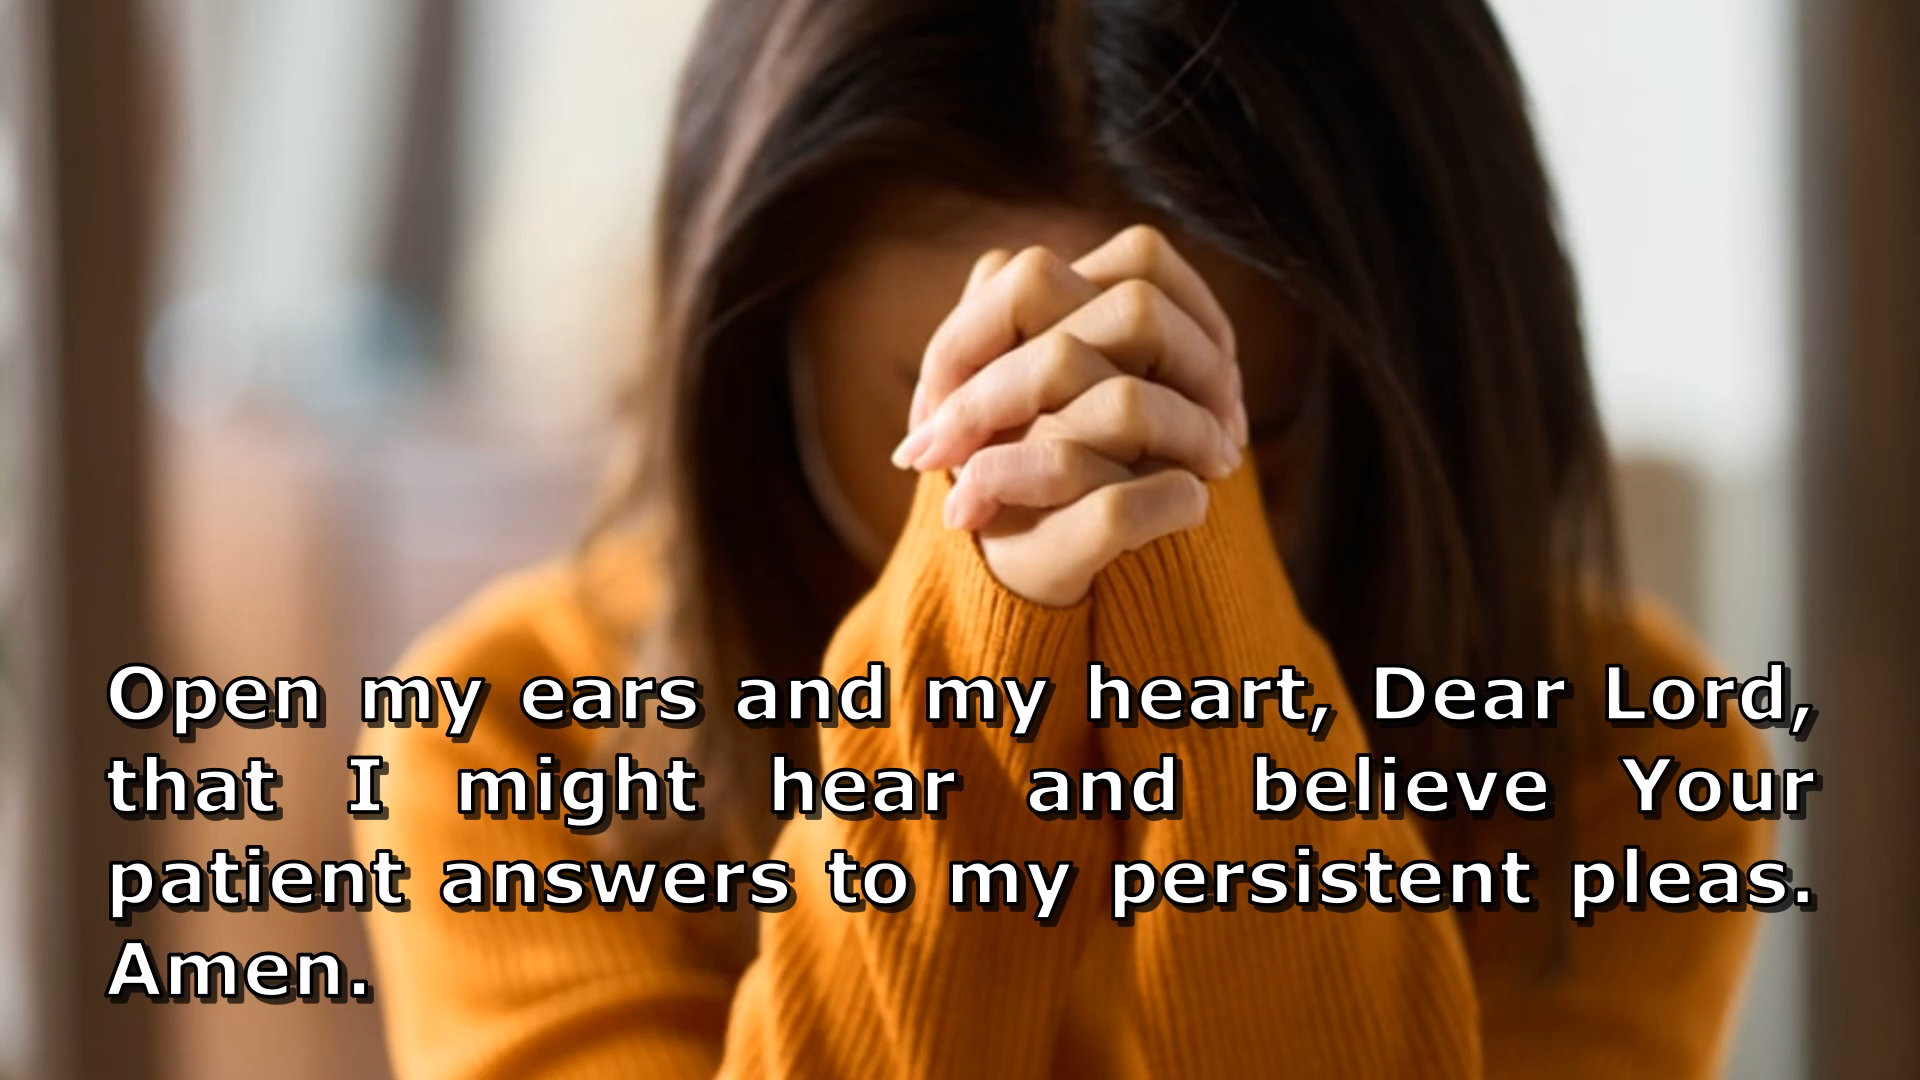 Open my ears and my heart, Dear Lord,
that I might hear and believe Your
patient answers to my persistent pleas.
Amen.